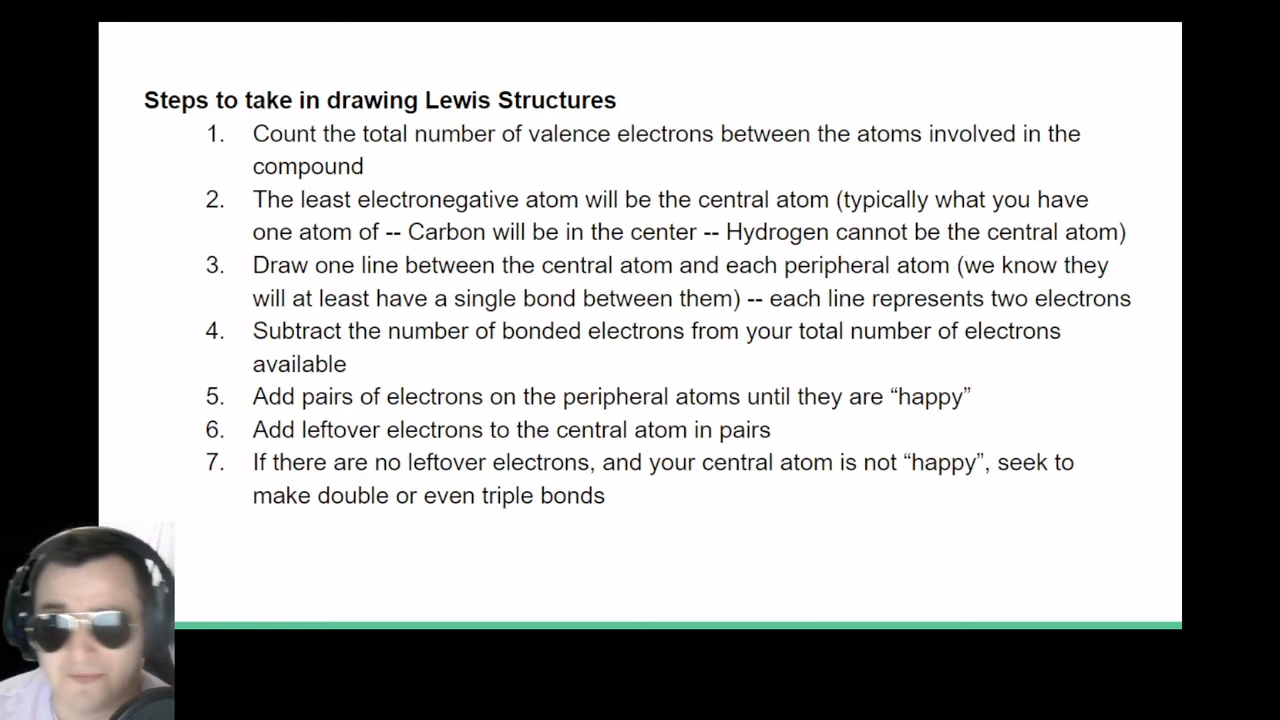 Steps to take in drawing Lewis Structures
1. Count the total number of valence electrons between the atoms involved in the
compound
2. The least electronegative atom will be the central atom (typically what you have
one atom of -- Carbon will be in the center -- Hydrogen cannot be the central atom)
3. Draw one line between the central atom and each peripheral atom (we know they
will at least have a single bond between them) -- each line represents two electrons
4. Subtract the number of bonded electrons from your total number of electrons
available
5. Add pairs of electrons on the peripheral atoms until they are “happy”
6. Add leftover electrons to the central atom in pairs
7. If there are no leftover electrons, and your central atom is not “happy”, seek to
make double or even triple bonds